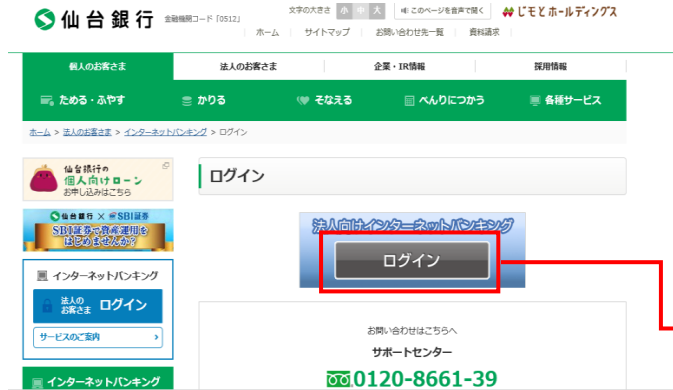 仙台銀行 金融機関コード「0512」
文字の大きさ 小 中 大 このページを音声で聞く じモとホールディングス
ホーム サイトマップ お問い合わせ先一覧 資料請求
個人のお客さま 法人のお客さま 企業・IR情報 採用情報
ためる・ふやす かりる そなえる べんりにつかう 各種サービス
ホーム > 法人のお客さま > インターネットバンキング > ログイン
仙台銀行の
個人向けローン
お申し込みはこちら
仙台銀行 × SBI証券
SBI証券で資産運用を
はじめませんか?
インターネットバンキング
法人の
お客さま ログイン
サービスのご案内
インターネットバンキング
ログイン
法人向けインターネットバンキング
ログイン
お問い合わせはこちらへ
サポートセンター
0120-8661-39